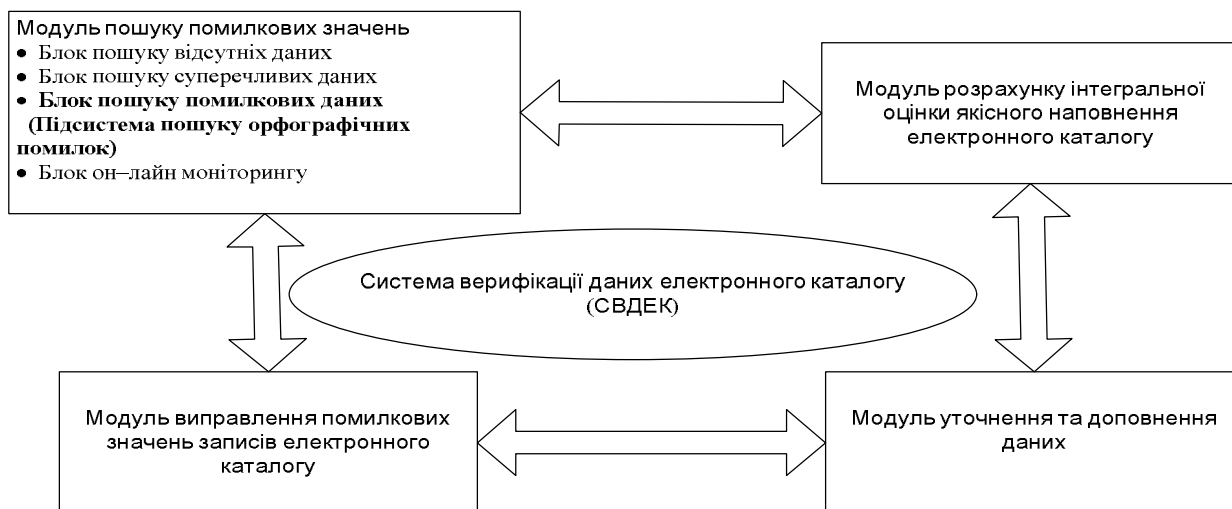 Модуль пошуку помилкових значень
• Блок пошуку відсутніх даних
• Блок пошуку суперечливих даних
• Блок пошуку помилкових даних
(Підсистема пошуку орфографічних
помилок)
• Блок он–лайн моніторингу
Модуль розрахунку інтегральної
оцінки якісного наповнення
електронного каталогу
Система верифікації даних електронного каталогу
(СВДЕК)
Модуль виправлення помилкових
значень записів електронного
каталогу
Модуль уточнення та доповнення
даних